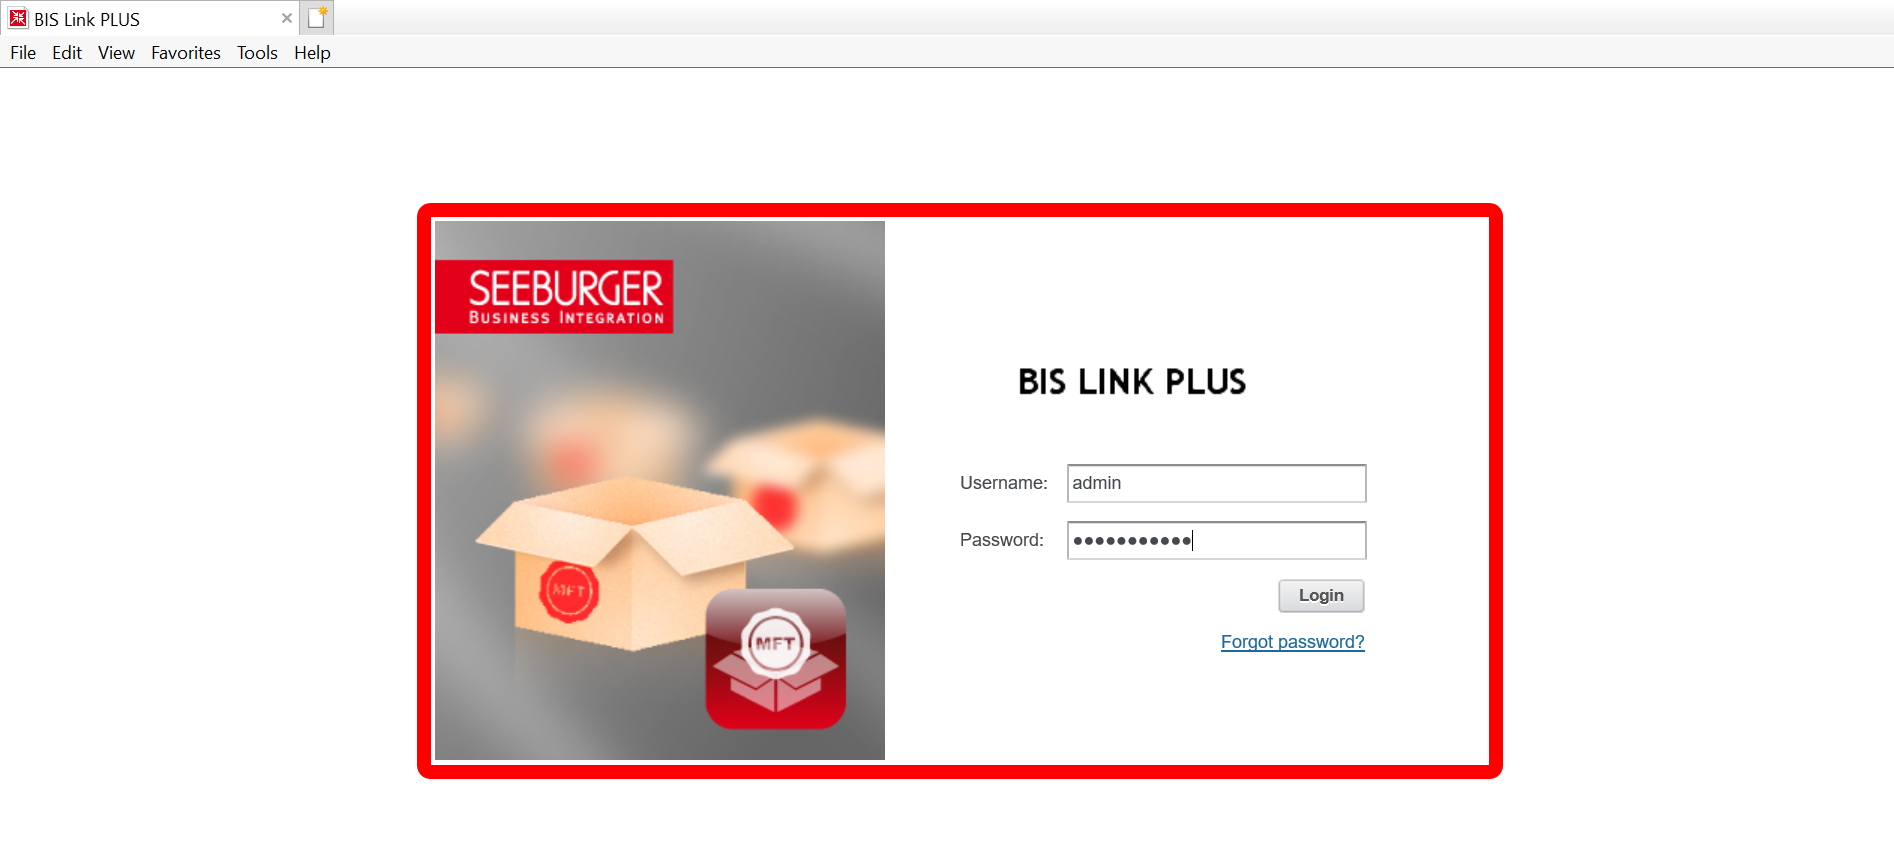 BIS Link PLUS
File Edit View Favorites Tools Help
SEEBURGER
BUSINESS INTEGRATION
BIS LINK PLUS
Username: admin
Password: •••••••••••
Login
Forgot password?
MFT
MFT